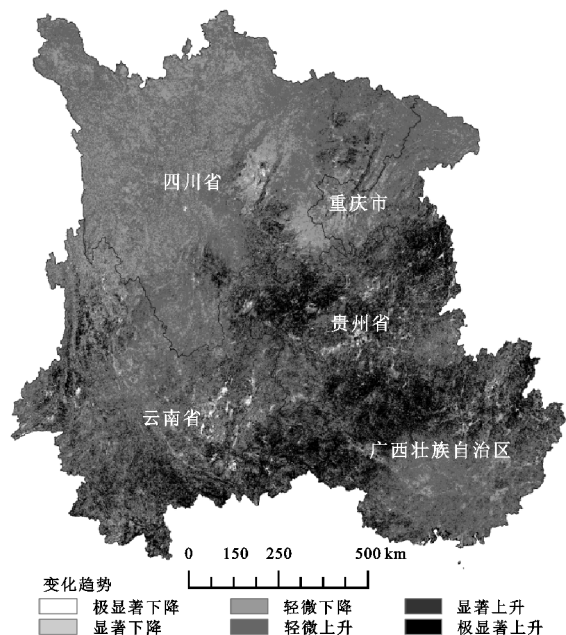 四川省
重庆市
贵州省
云南省
广西壮族自治区
0 150 250 500 km
变化趋势
极显著下降 轻微下降 显著上升
显著下降 轻微上升 极显著上升